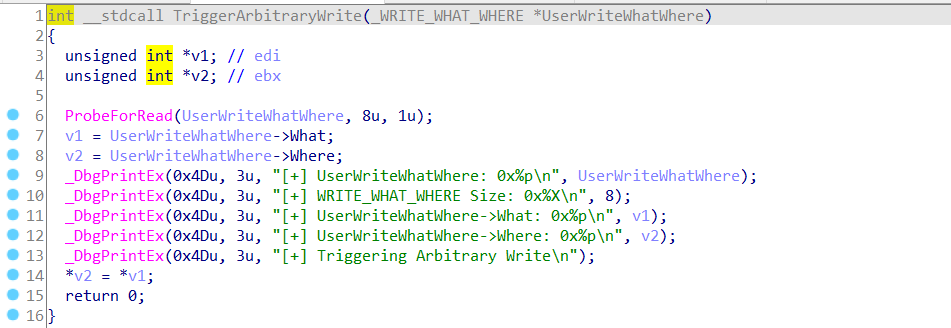 1 int __stdcall TriggerArbitraryWrite(_WRITE_WHAT_WHERE *UserWriteWhatWhere)
2 {
3 unsigned int *v1; // edi
4 unsigned int *v2; // ebx
5
6 ProbeForRead(UserWriteWhatWhere, 8u, 1u);
7 v1 = UserWriteWhatWhere->What;
8 v2 = UserWriteWhatWhere->Where;
9 _DbgPrintEx(0x4Du, 3u, "[+] UserWriteWhatWhere: 0x%p\n", UserWriteWhatWhere);
10 _DbgPrintEx(0x4Du, 3u, "[+] WRITE_WHAT_WHERE Size: 0x%X\n", 8);
11 _DbgPrintEx(0x4Du, 3u, "[+] UserWriteWhatWhere->What: 0x%p\n", v1);
12 _DbgPrintEx(0x4Du, 3u, "[+] UserWriteWhatWhere->Where: 0x%p\n", v2);
13 _DbgPrintEx(0x4Du, 3u, "[+] Triggering Arbitrary Write\n");
14 *v2 = *v1;
15 return 0;
16 }